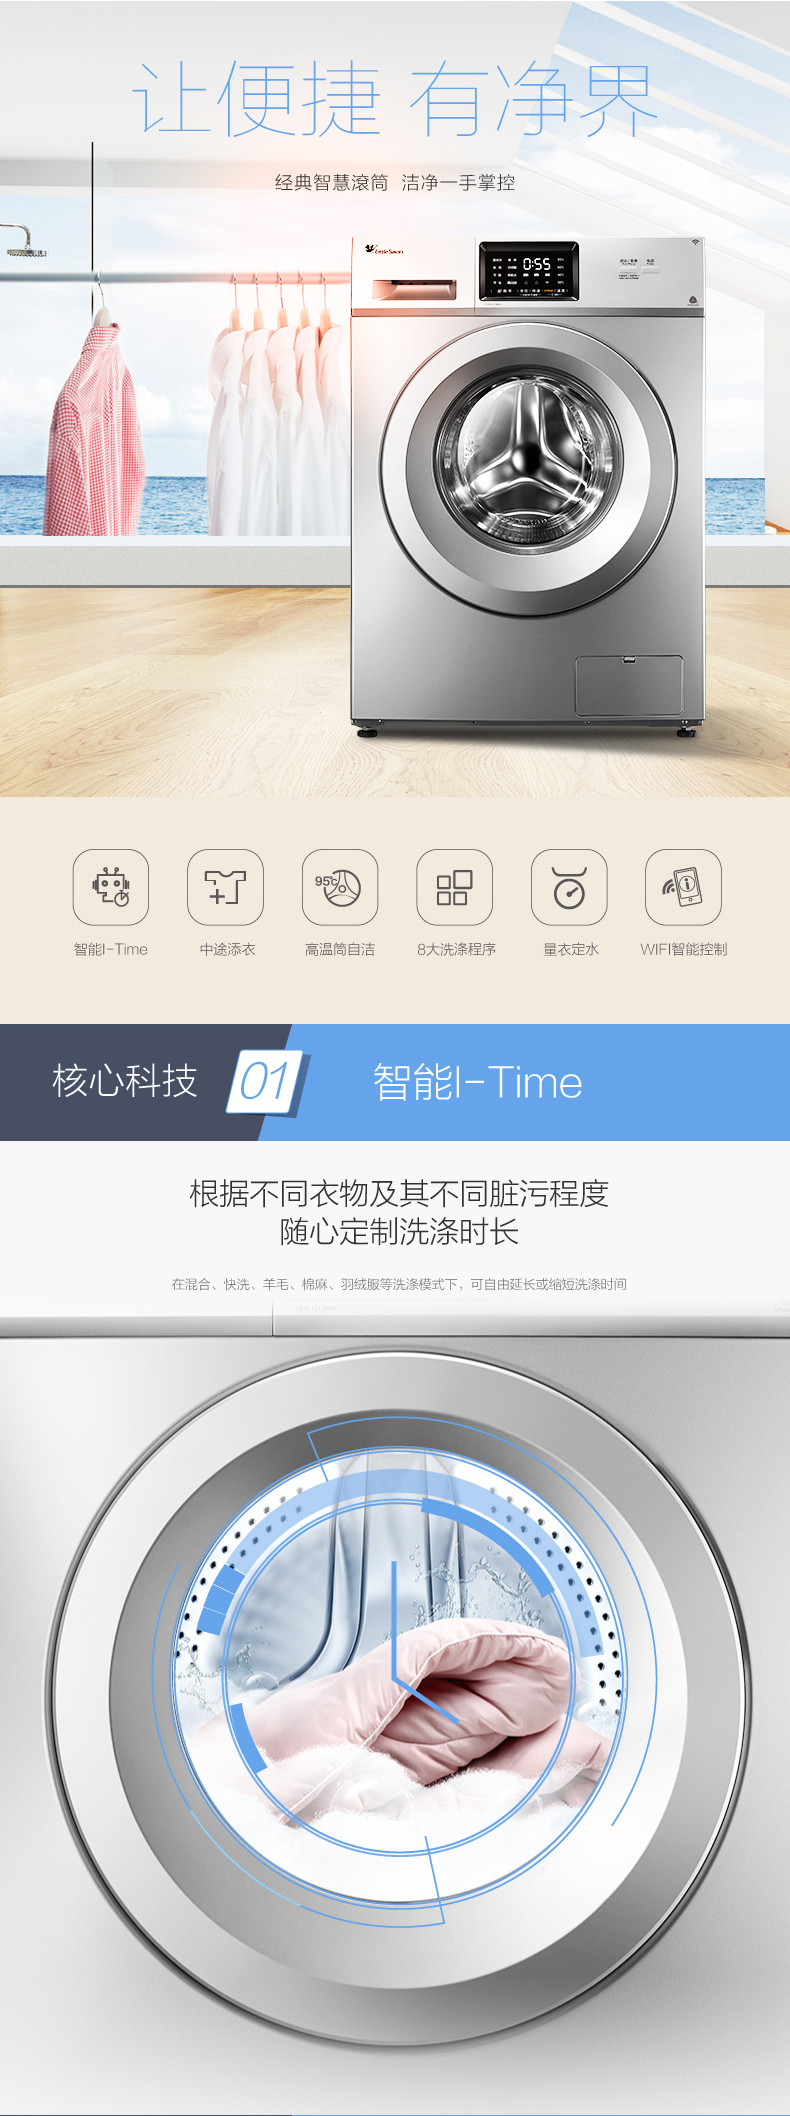 让便捷 有净界
经典智慧滚筒 洁净一手掌控
LittleSwan
0:55
智能I-Time
中途添衣
95℃
高温筒自洁
8大洗涤程序
量衣定水
WIFI智能控制
核心科技
01
智能I-Time
根据不同衣物及其不同脏污程度
随心定制洗涤时长
在混合、快洗、羊毛、棉麻、羽绒服等洗涤模式下，可自由延长或缩短洗涤时间